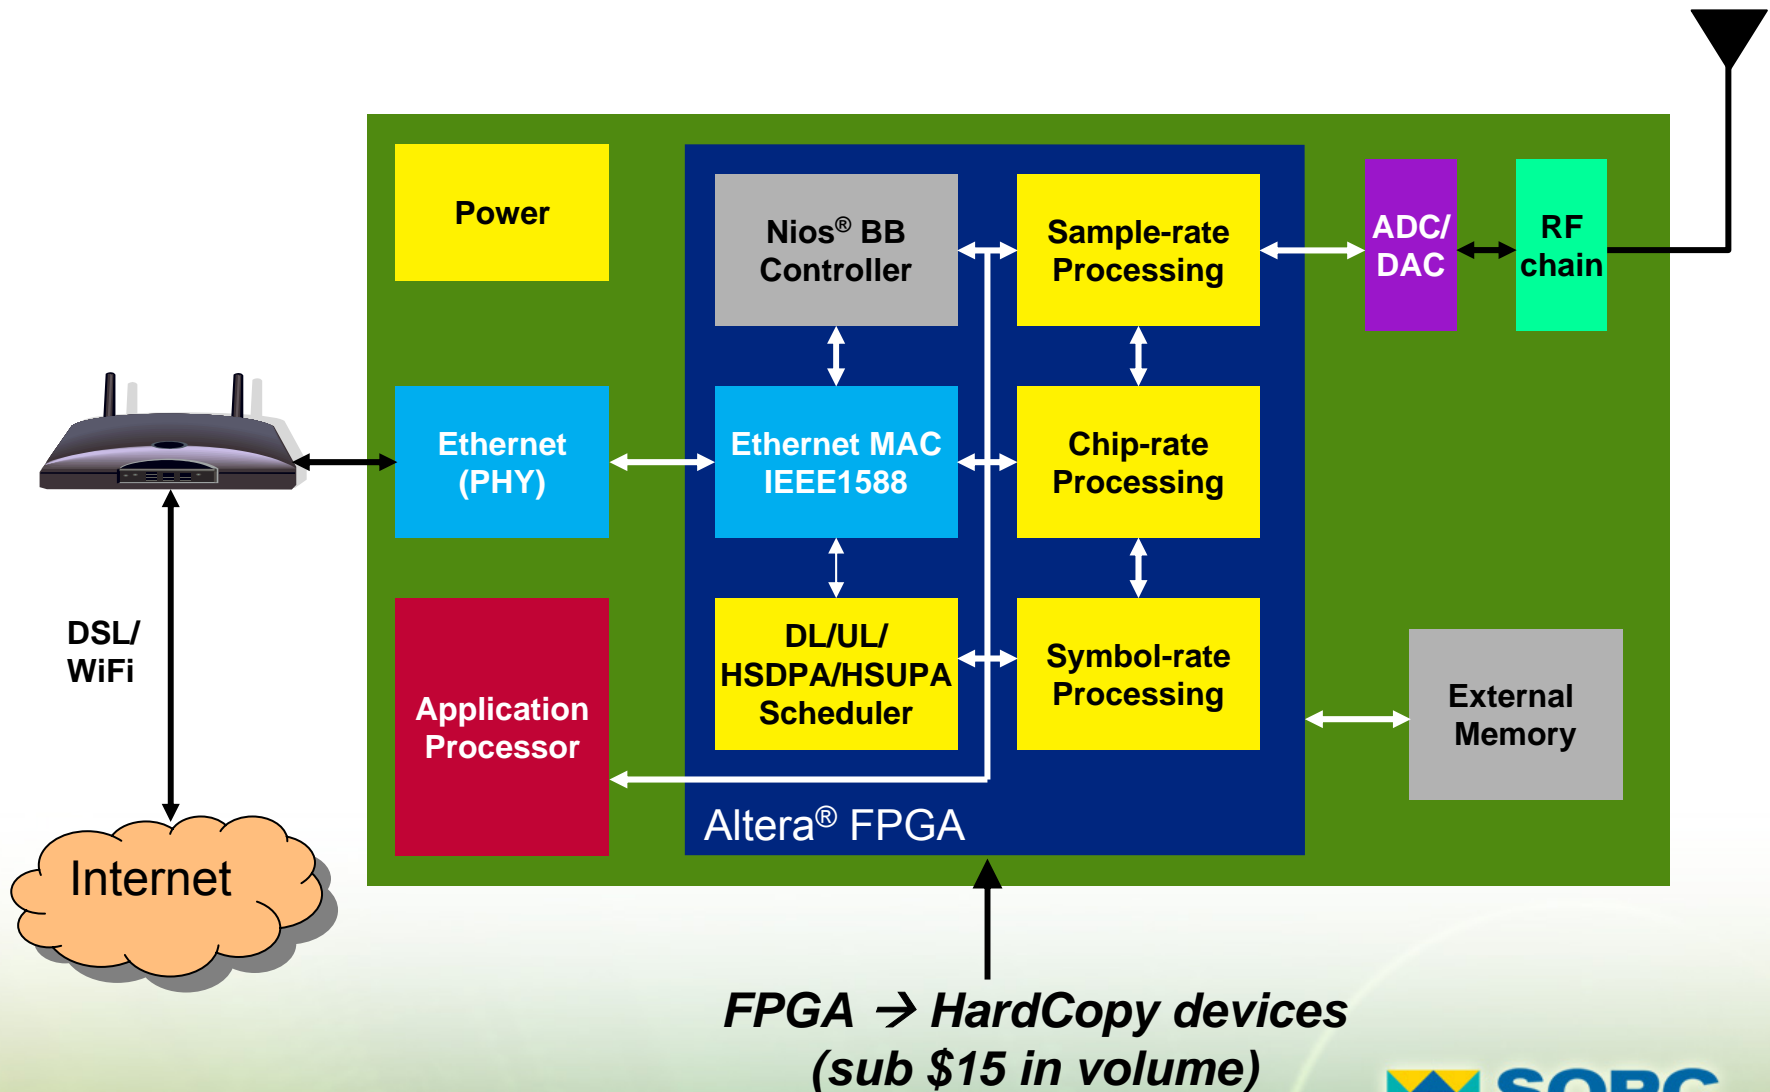 Power
Nios® BB
Controller
Sample-rate
Processing
ADC/
DAC
RF
chain
Ethernet
(PHY)
Ethernet MAC
IEEE1588
Chip-rate
Processing
DSL/
WiFi
Application
Processor
DL/UL/
HSDPA/HSUPA
Scheduler
Symbol-rate
Processing
External
Memory
Altera® FPGA
Internet
FPGA → HardCopy devices
(sub $15 in volume)
SOPC